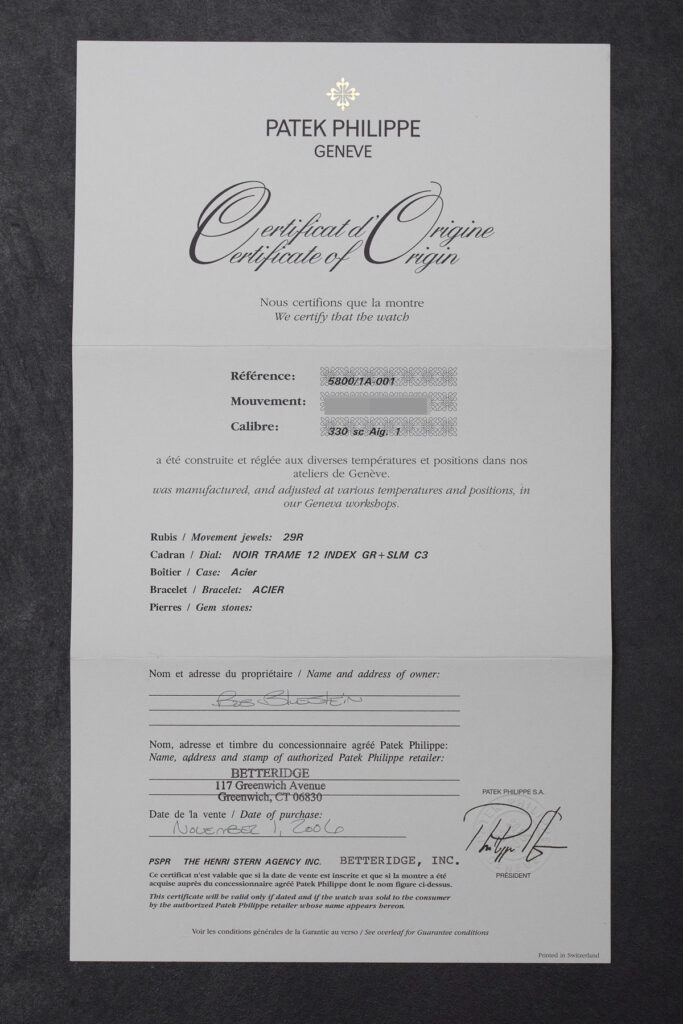 PATEK PHILIPPE
GENEVE
Certificat d'Origine
Certificate of Origin
Nous certifions que la montre
We certify that the watch
Référence: 5800/1A-001
Mouvement:
Calibre: 330 sc Aig. 1
a été construite et réglée aux diverses températures et positions dans nos
ateliers de Genève.
was manufactured, and adjusted at various temperatures and positions, in
our Geneva workshops.
Rubis / Movement jewels: 29R
Cadran / Dial: NOIR TRAME 12 INDEX GR+SLM C3
Boîtier / Case: Acier
Bracelet / Bracelet: ACIER
Pierres / Gem stones:
Nom et adresse du propriétaire / Name and address of owner:
Bob Bluestein
Nom, adresse et timbre du concessionnaire agréé Patek Philippe:
Name, address and stamp of authorized Patek Philippe retailer:
BETTERIDGE
117 Greenwich Avenue
Greenwich, CT 06830
Date de la vente / Date of purchase:
November 1, 2006
PATEK PHILIPPE S.A.
PRÉSIDENT
PSPR THE HENRI STERN AGENCY INC. BETTERIDGE, INC.
Ce certificat n'est valable que si la date de vente est inscrite et que si la montre a été
acquise auprès du concessionnaire agréé Patek Philippe dont le nom figure ci-dessus.
This certificate will be valid only if dated and if the watch was sold to the consumer
by the authorized Patek Philippe retailer whose name appears hereon.
Voir les conditions générales de la Garantie au verso / See overleaf for Guarantee conditions
Printed in Switzerland